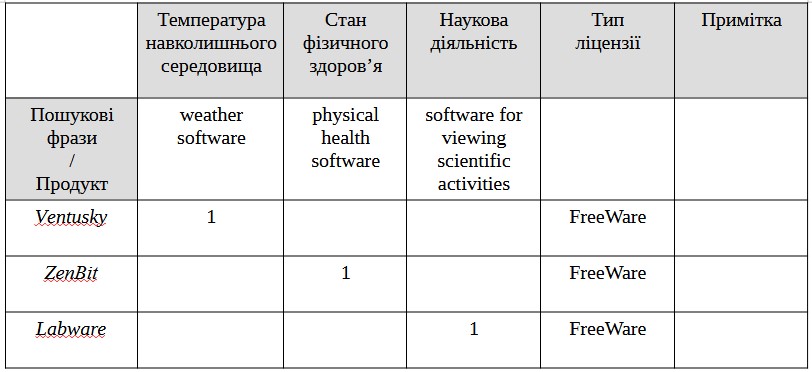 Температура навколишнього середовища
Стан фізичного здоров’я
Наукова діяльність
Тип ліцензії
Примітка
Пошукові фрази / Продукт
weather software
physical health software
software for viewing scientific activities
Ventusky
1
FreeWare
ZenBit
1
FreeWare
Labware
1
FreeWare